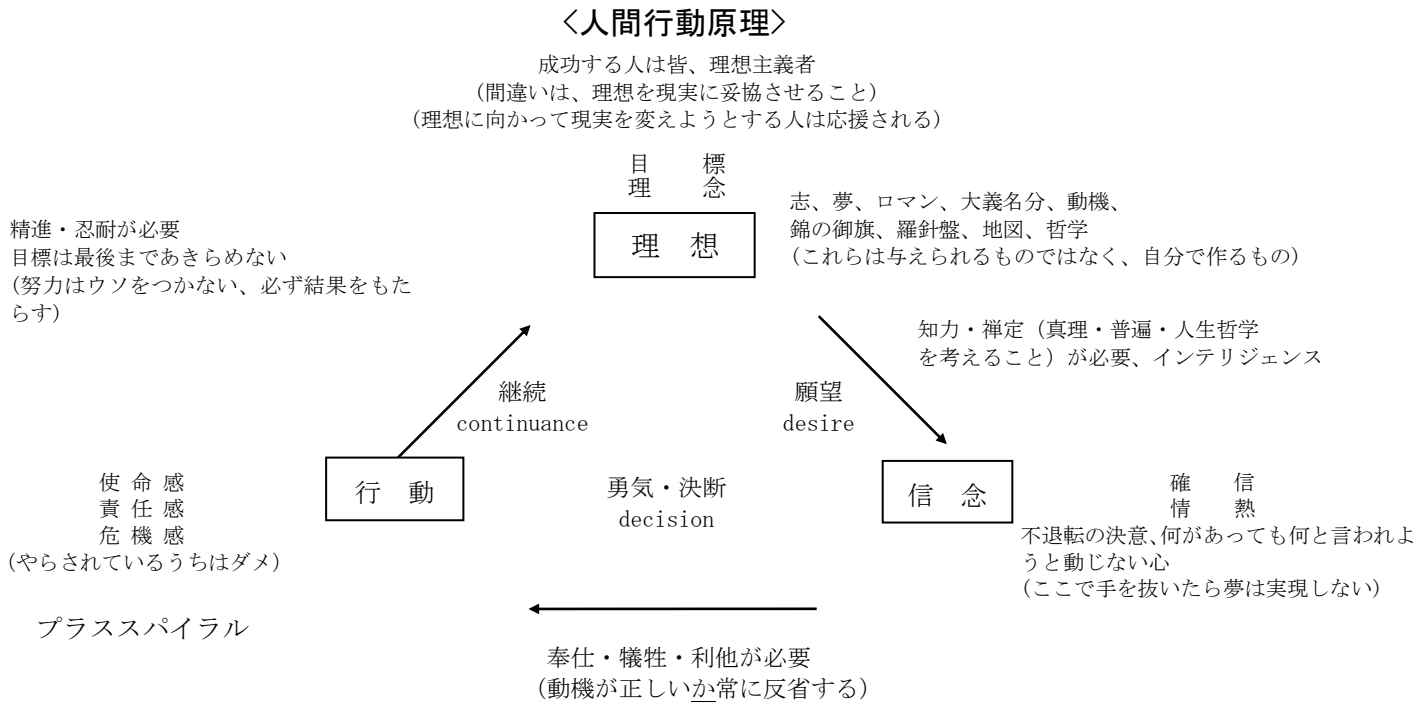 <人間行動原理>
成功する人は皆、理想主義者
(間違いは、理想を現実に妥協させること)
(理想に向かって現実を変えようとする人は応援される)
目　標
理　念
理　想
志、夢、ロマン、大義名分、動機、
錦の御旗、羅針盤、地図、哲学
(これらは与えられるものではなく、自分で作るもの)
精進・忍耐が必要
目標は最後まであきらめない
(努力はウソをつかない、必ず結果をもた
らす)
知力・禅定（真理・普遍・人生哲学
を考えること）が必要、インテリジェンス
継続
continuance
願望
desire
使 命 感
責 任 感
危 機 感
(やらされているうちはダメ)
行　動
勇気・決断
decision
信　念
確　信
情　熱
不退転の決意、何があっても何と言われよ
うと動じない心
(ここで手を抜いたら夢は実現しない)
プラススパイラル
奉仕・犠牲・利他が必要
(動機が正しいか常に反省する)